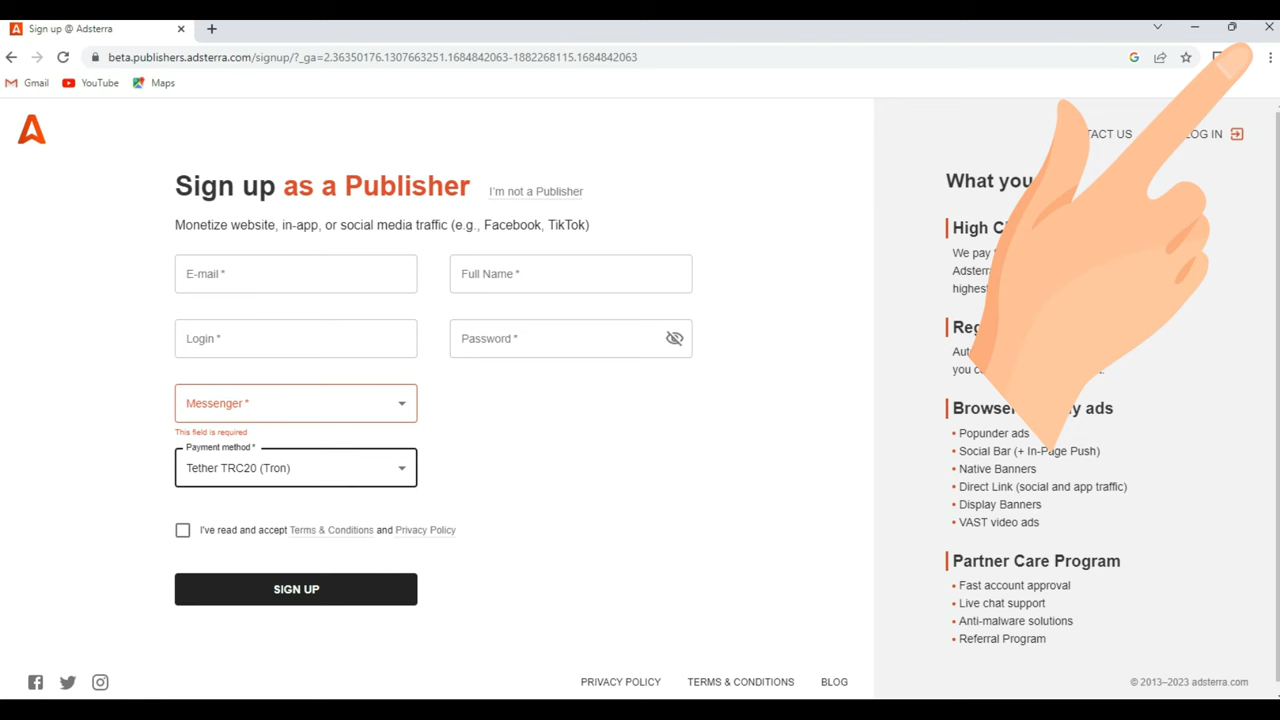 Sign up @ Adsterra
beta.publishers.adsterra.com/signup/?_ga=2.36350176.1307663251.1684842063-1882268115.1684842063
Gmail YouTube Maps
TACT US OG IN
Sign up as a Publisher I'm not a Publisher
Monetize website, in-app, or social media traffic (e.g., Facebook, TikTok)
E-mail * Full Name *
Login * Password *
Messenger *
This field is required
Payment method *
Tether TRC20 (Tron)
I've read and accept Terms & Conditions and Privacy Policy
SIGN UP
What you
High C
We pay
Adsterr
highes
Reg
Aut
you c
Browse y ads
• Popunder ads
• Social Bar (+ In-Page Push)
• Native Banners
• Direct Link (social and app traffic)
• Display Banners
• VAST video ads
Partner Care Program
• Fast account approval
• Live chat support
• Anti-malware solutions
• Referral Program
PRIVACY POLICY TERMS & CONDITIONS BLOG
© 2013–2023 adsterra.com